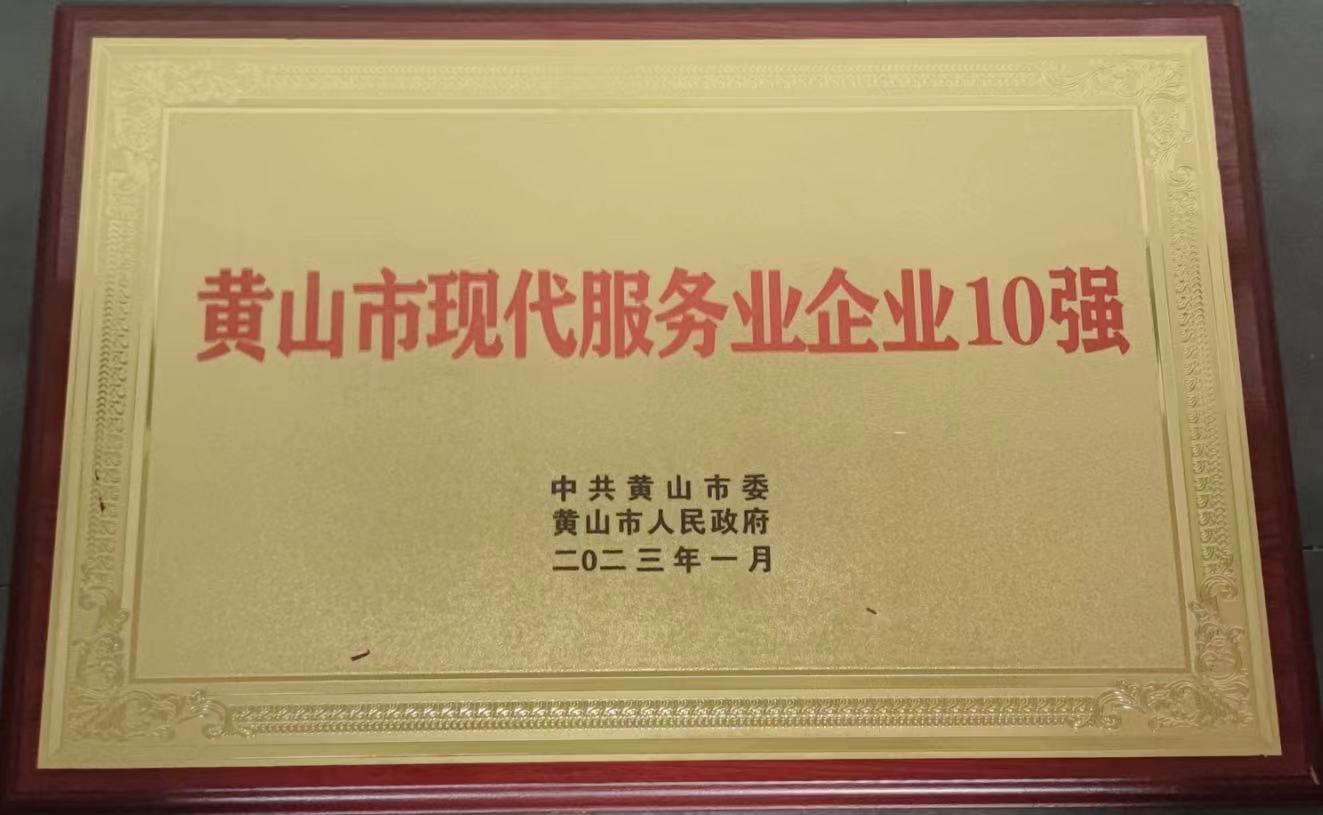 黄山市现代服务业企业10强
中共黄山市委
黄山市人民政府
二0二三年一月